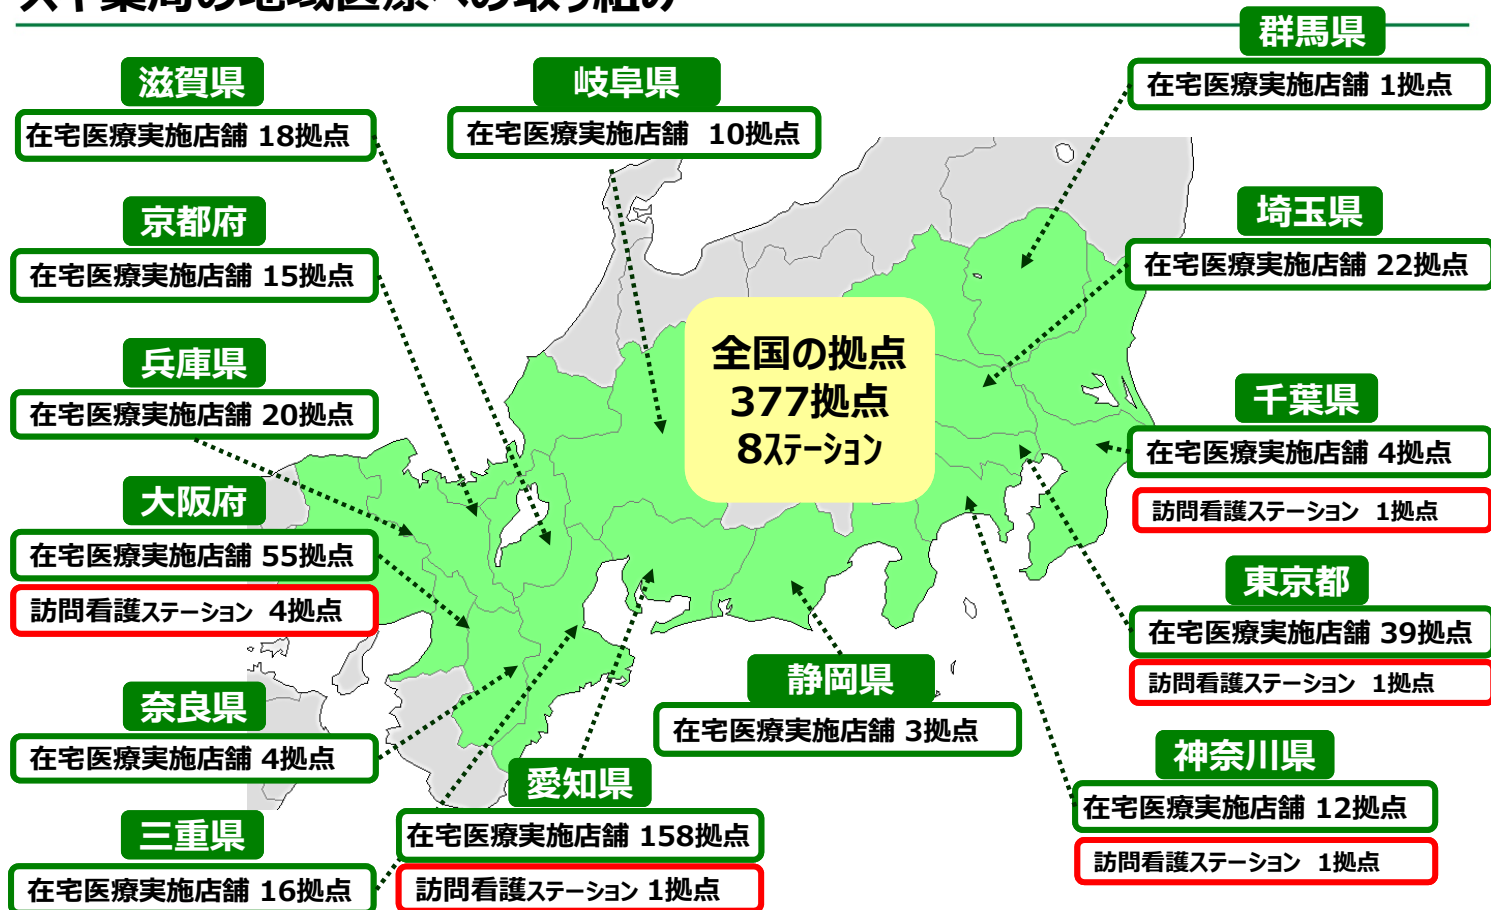 群馬県
在宅医療実施店舗 1拠点
滋賀県
在宅医療実施店舗 18拠点
岐阜県
在宅医療実施店舗 10拠点
京都府
在宅医療実施店舗 15拠点
埼玉県
在宅医療実施店舗 22拠点
兵庫県
在宅医療実施店舗 20拠点
全国の拠点
377拠点
8ステーション
千葉県
在宅医療実施店舗 4拠点
訪問看護ステーション 1拠点
大阪府
在宅医療実施店舗 55拠点
訪問看護ステーション 4拠点
東京都
在宅医療実施店舗 39拠点
訪問看護ステーション 1拠点
奈良県
在宅医療実施店舗 4拠点
静岡県
在宅医療実施店舗 3拠点
神奈川県
在宅医療実施店舗 12拠点
訪問看護ステーション 1拠点
三重県
在宅医療実施店舗 16拠点
愛知県
在宅医療実施店舗 158拠点
訪問看護ステーション 1拠点